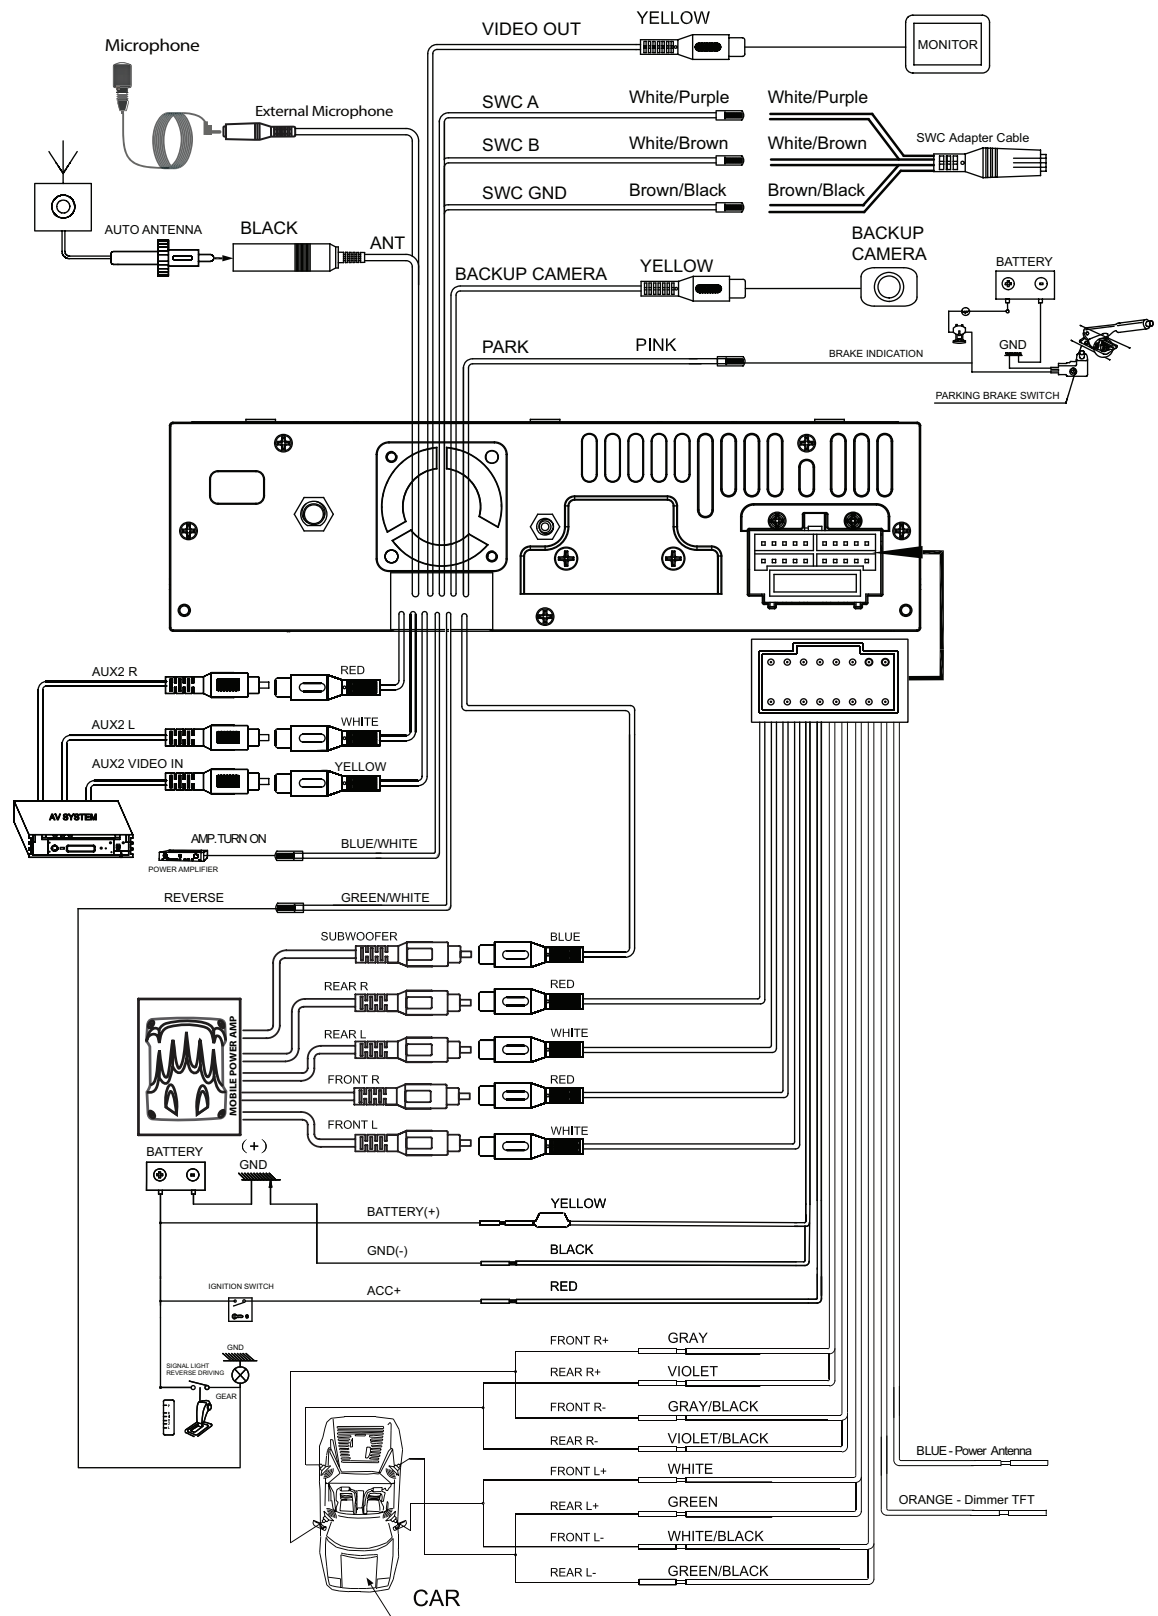 VIDEO OUT
YELLOW
MONITOR
Microphone
External Microphone
SWC A
White/Purple
White/Purple
SWC B
White/Brown
White/Brown
SWC Adapter Cable
SWC GND
Brown/Black
Brown/Black
AUTO ANTENNA
BLACK
ANT
BACKUP CAMERA
YELLOW
BACKUP
CAMERA
BATTERY
PARK
PINK
BRAKE INDICATION
GND
PARKING BRAKE SWITCH
AUX2 R
RED
AUX2 L
WHITE
AUX2 VIDEO IN
YELLOW
AV SYSTEM
AMP.TURN ON
BLUE/WHITE
POWER AMPLIFIER
REVERSE
GREEN/WHITE
SUBWOOFER
BLUE
REAR R
RED
REAR L
WHITE
FRONT R
RED
FRONT L
WHITE
MOBILE POWER AMP
BATTERY
(+)
GND
BATTERY(+)
YELLOW
GND(-)
BLACK
IGNITION SWITCH
ACC+
RED
GND
SIGNAL LIGHT
REVERSE DRIVING
GEAR
FRONT R+
GRAY
REAR R+
VIOLET
FRONT R-
GRAY/BLACK
REAR R-
VIOLET/BLACK
FRONT L+
WHITE
REAR L+
GREEN
FRONT L-
WHITE/BLACK
REAR L-
GREEN/BLACK
BLUE - Power Antenna
ORANGE - Dimmer TFT
CAR